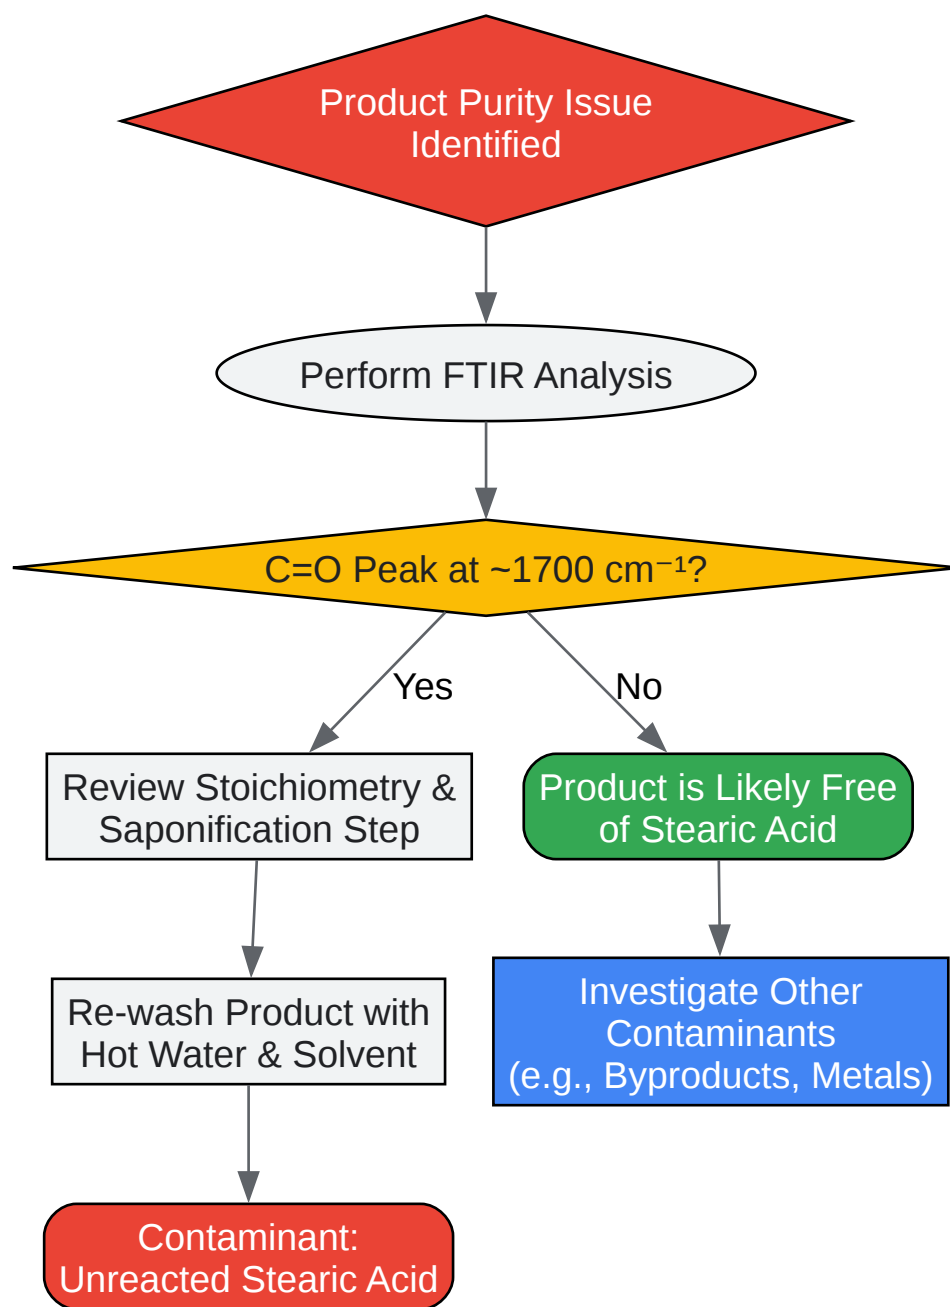 Product Purity Issue
Identified
Perform FTIR Analysis
C=O Peak at ~1700 cm⁻¹?
Yes
No
Review Stoichiometry &
Saponification Step
Product is Likely Free
of Stearic Acid
Re-wash Product with
Hot Water & Solvent
Investigate Other
Contaminants
(e.g., Byproducts, Metals)
Contaminant:
Unreacted Stearic Acid